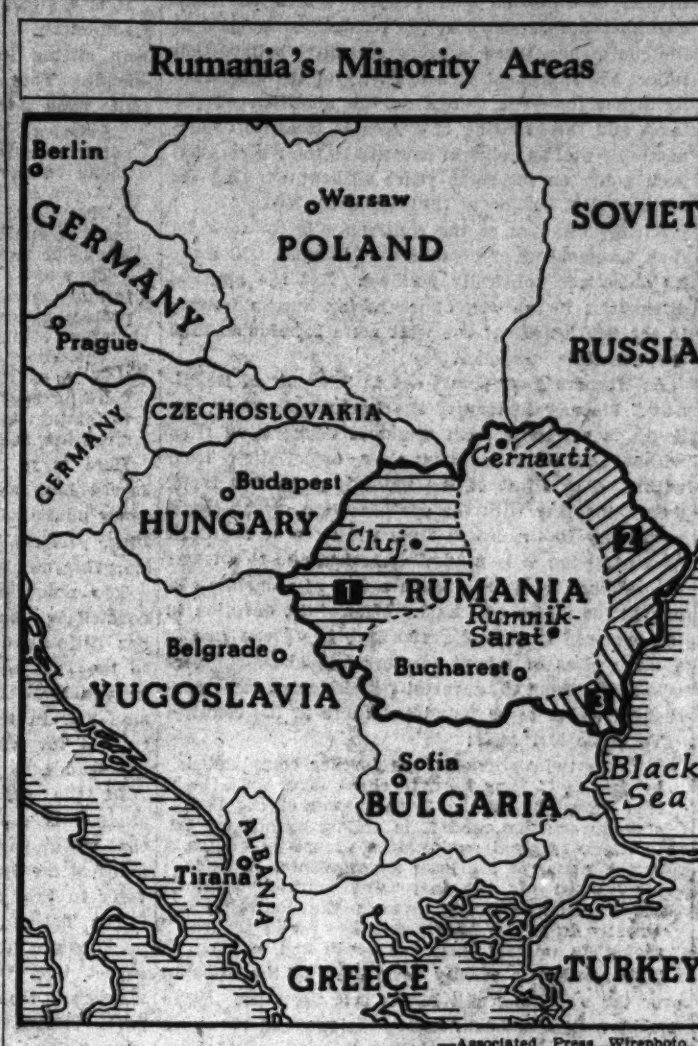 Rumania's Minority Areas
Berlin
Warsaw
GERMANY
POLAND
SOVIET
RUSSIA
Prague
CZECHOSLOVAKIA
GERMANY
Cernauti
Budapest
HUNGARY
Cluj
2
1
RUMANIA
Rumnik-
Sarat
Belgrade
Bucharest
YUGOSLAVIA
3
Sofia
BULGARIA
Black
Sea
ALBANIA
Tirana
GREECE
TURKEY
—Associated Press Wirephoto